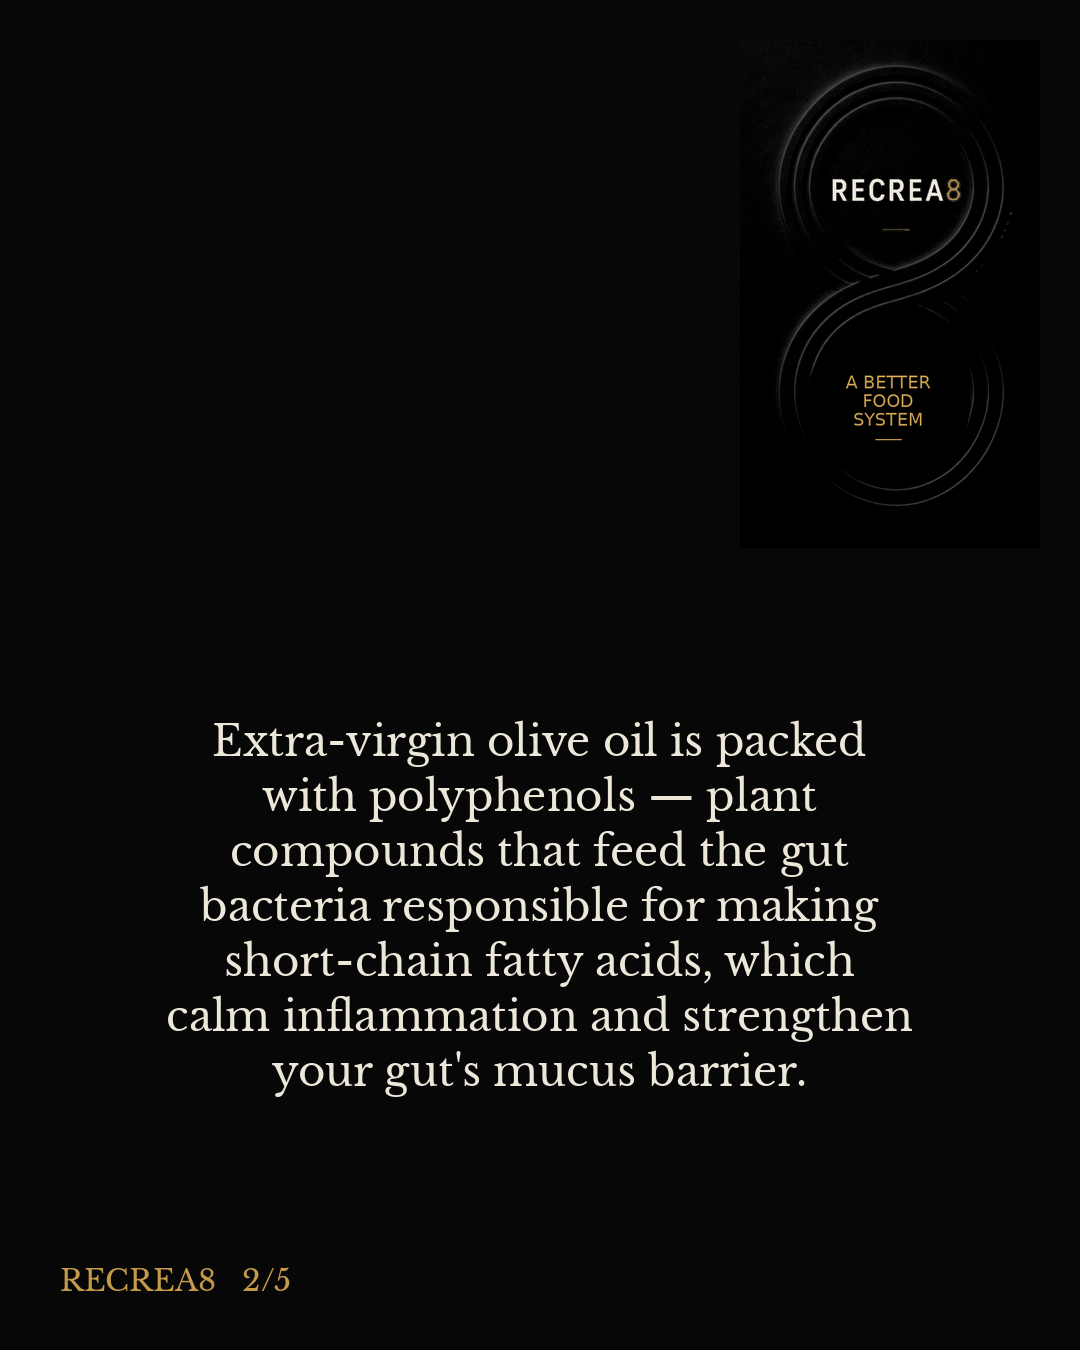 RECREA8
A BETTER
FOOD
SYSTEM
Extra-virgin olive oil is packed
with polyphenols — plant
compounds that feed the gut
bacteria responsible for making
short-chain fatty acids, which
calm inflammation and strengthen
your gut's mucus barrier.
RECREA8 2/5